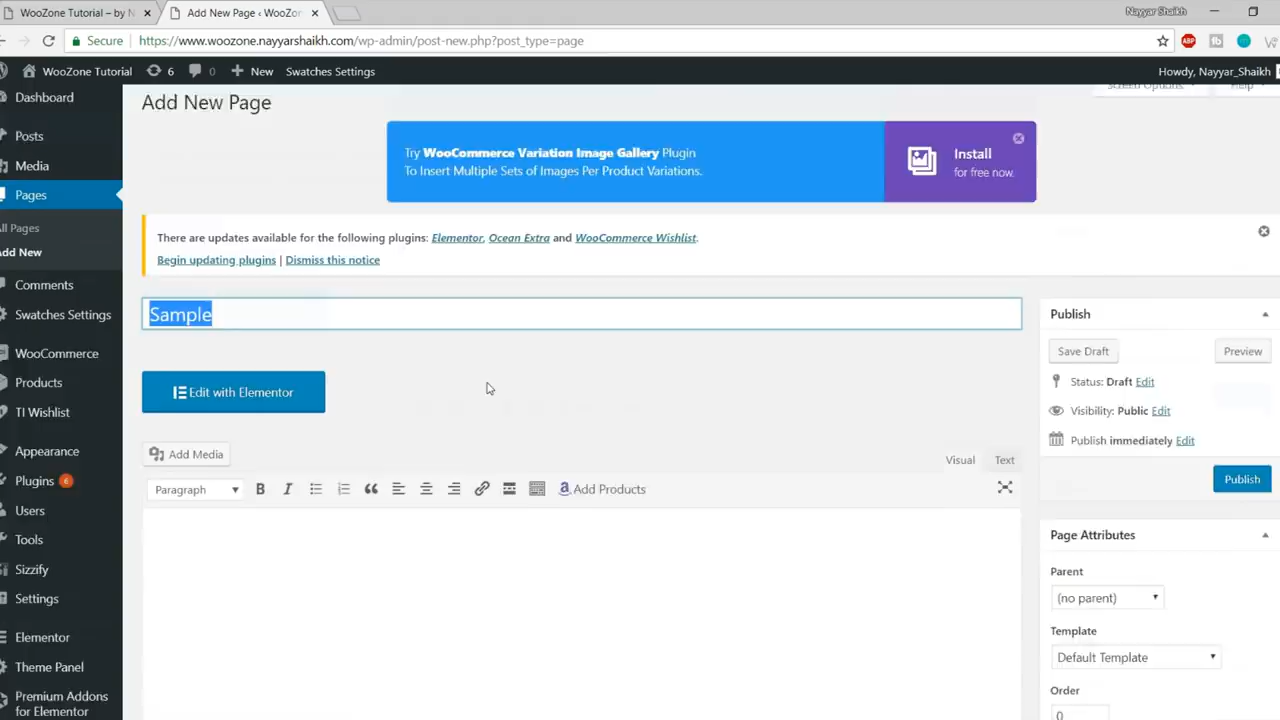 WooZone Tutorial – by N
Add New Page ‹ WooZon
Nayyar Shaikh
Secure
https://www.woozone.nayyarshaikh.com/wp-admin/post-new.php?post_type=page
ABP
WooZone Tutorial
6
0
New
Swatches Settings
Howdy, Nayyar_Shaikh
Dashboard
Posts
Media
Pages
All Pages
Add New
Comments
Swatches Settings
WooCommerce
Products
TI Wishlist
Appearance
Plugins 6
Users
Tools
Sizzify
Settings
Elementor
Theme Panel
Premium Addons
for Elementor
Screen Options
Help
Add New Page
Try WooCommerce Variation Image Gallery Plugin
To Insert Multiple Sets of Images Per Product Variations.
Install
for free now.
There are updates available for the following plugins: Elementor, Ocean Extra and WooCommerce Wishlist.
Begin updating plugins | Dismiss this notice
Sample
Edit with Elementor
Add Media
Visual
Text
Paragraph
B
I
a Add Products
Publish
Save Draft
Preview
Status: Draft Edit
Visibility: Public Edit
Publish immediately Edit
Publish
Page Attributes
Parent
(no parent)
Template
Default Template
Order
0